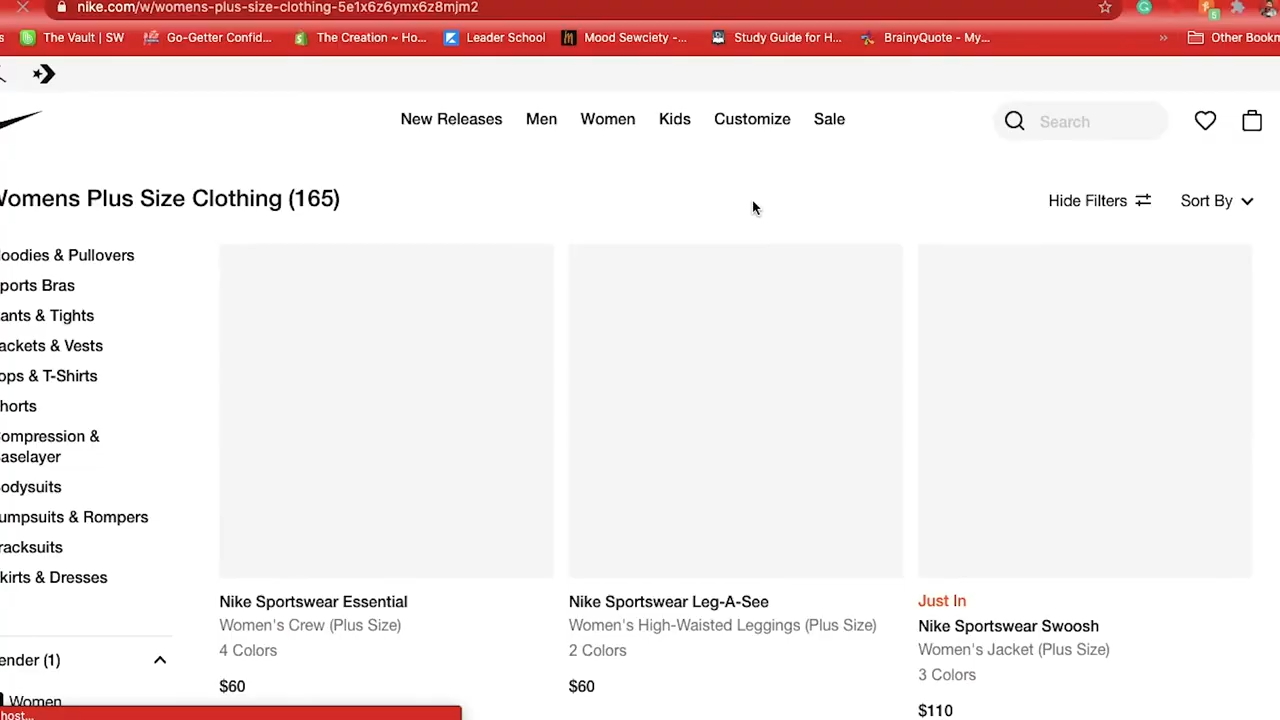 nike.com/w/womens-plus-size-clothing-5e1x6z6ymx6z8mjm2
s The Vault | SW Go-Getter Confid... The Creation ~ Ho... Leader School Mood Sewciety -... Study Guide for H... BrainyQuote - My... » Other Bookm
New Releases Men Women Kids Customize Sale Search
Womens Plus Size Clothing (165) Hide Filters Sort By
oodies & Pullovers
ports Bras
ants & Tights
ackets & Vests
ops & T-Shirts
horts
ompression &
aselayer
odysuits
umpsuits & Rompers
racksuits
kirts & Dresses
ender (1)
Women
Nike Sportswear Essential
Women's Crew (Plus Size)
4 Colors
$60
Nike Sportswear Leg-A-See
Women's High-Waisted Leggings (Plus Size)
2 Colors
$60
Just In
Nike Sportswear Swoosh
Women's Jacket (Plus Size)
3 Colors
$110
host...